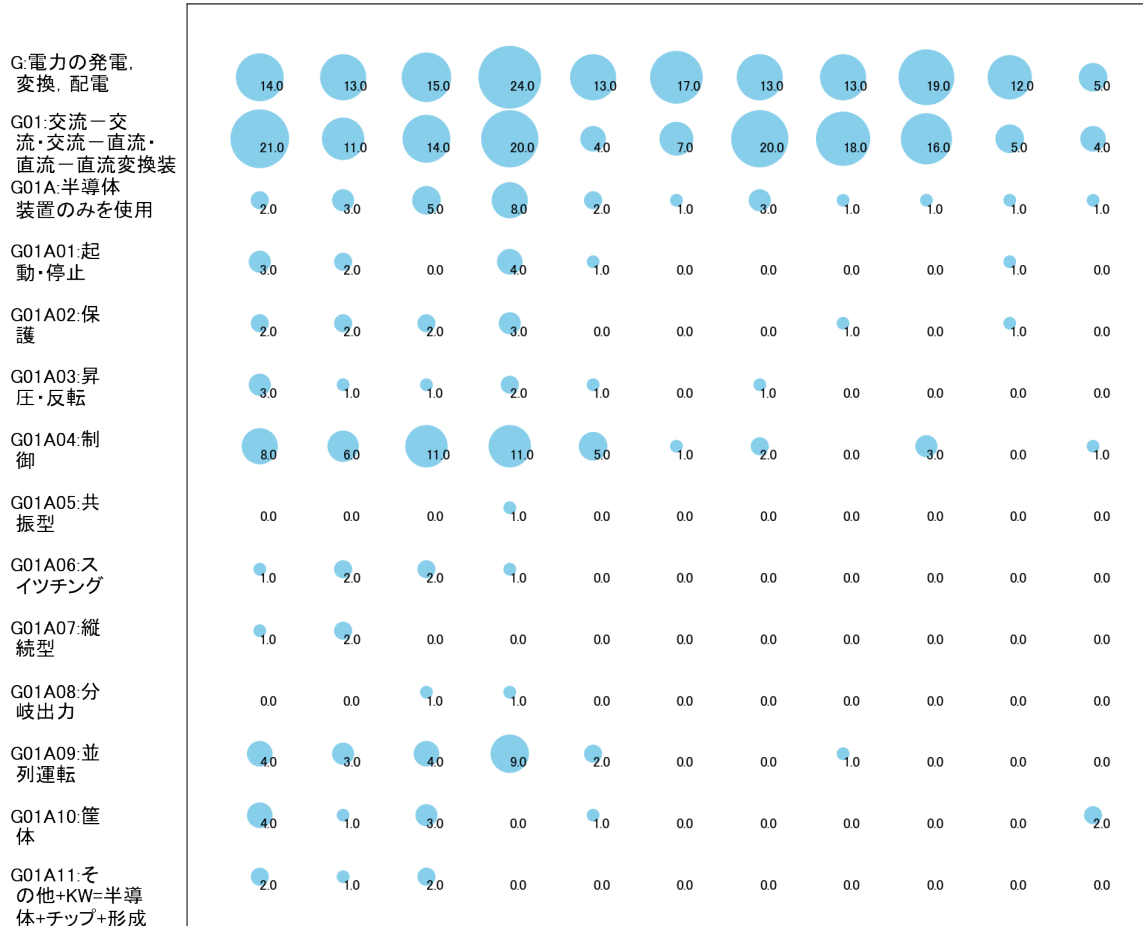 G:電力の発電,
変換, 配電
14.0 13.0 15.0 24.0 13.0 17.0 13.0 13.0 19.0 12.0 5.0
G01:交流－交
流・交流－直流・
直流－直流変換装
21.0 11.0 14.0 20.0 4.0 7.0 20.0 18.0 16.0 5.0 4.0
G01A:半導体
装置のみを使用
2.0 3.0 5.0 8.0 2.0 1.0 3.0 1.0 1.0 1.0 1.0
G01A01:起
動・停止
3.0 2.0 0.0 4.0 1.0 0.0 0.0 0.0 0.0 1.0 0.0
G01A02:保
護
2.0 2.0 2.0 3.0 0.0 0.0 0.0 1.0 0.0 1.0 0.0
G01A03:昇
圧・反転
3.0 1.0 1.0 2.0 1.0 0.0 1.0 0.0 0.0 0.0 0.0
G01A04:制
御
8.0 6.0 11.0 11.0 5.0 1.0 2.0 0.0 3.0 0.0 1.0
G01A05:共
振型
0.0 0.0 0.0 1.0 0.0 0.0 0.0 0.0 0.0 0.0 0.0
G01A06:ス
イツチング
1.0 2.0 2.0 1.0 0.0 0.0 0.0 0.0 0.0 0.0 0.0
G01A07:縦
続型
1.0 2.0 0.0 0.0 0.0 0.0 0.0 0.0 0.0 0.0 0.0
G01A08:分
岐出力
0.0 0.0 1.0 1.0 0.0 0.0 0.0 0.0 0.0 0.0 0.0
G01A09:並
列運転
4.0 3.0 4.0 9.0 2.0 0.0 0.0 1.0 0.0 0.0 0.0
G01A10:筐
体
4.0 1.0 3.0 0.0 1.0 0.0 0.0 0.0 0.0 0.0 2.0
G01A11:そ
の他+KW=半導
体+チップ+形成
2.0 1.0 2.0 0.0 0.0 0.0 0.0 0.0 0.0 0.0 0.0